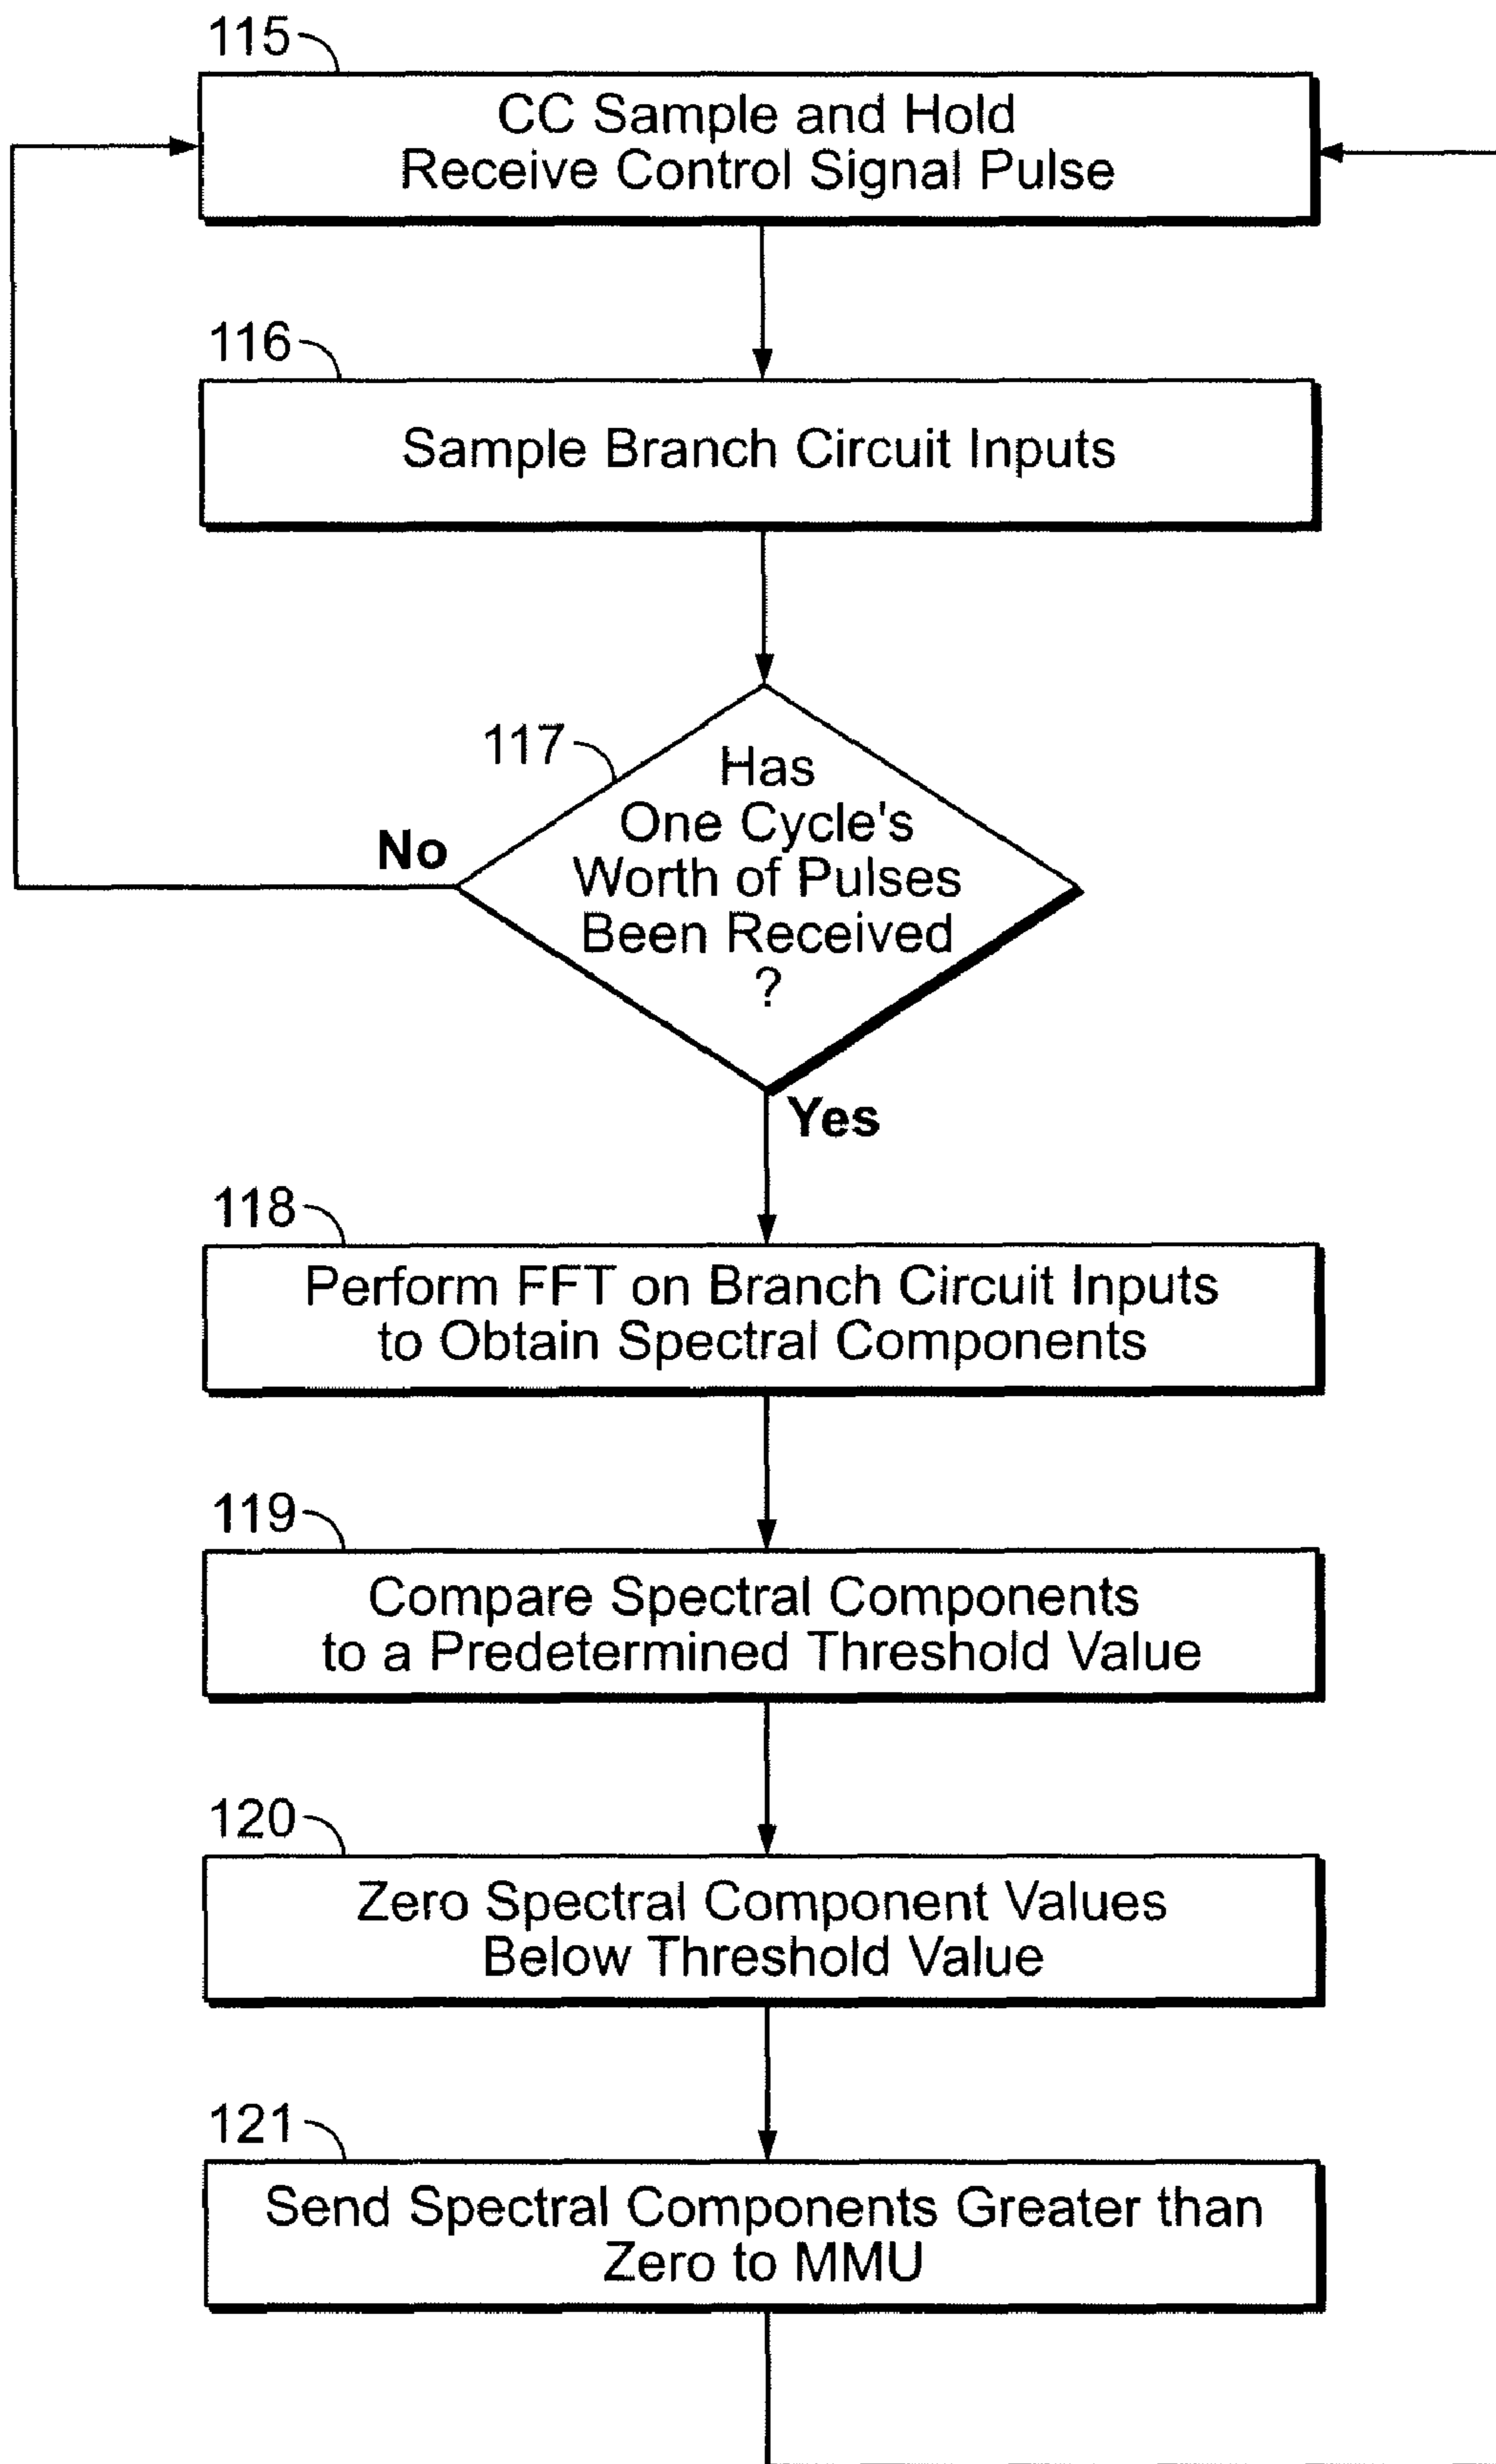 115
CC Sample and Hold
Receive Control Signal Pulse
116
Sample Branch Circuit Inputs
117
Has
One Cycle's
Worth of Pulses
Been Received
?
No
Yes
118
Perform FFT on Branch Circuit Inputs
to Obtain Spectral Components
119
Compare Spectral Components
to a Predetermined Threshold Value
120
Zero Spectral Component Values
Below Threshold Value
121
Send Spectral Components Greater than
Zero to MMU